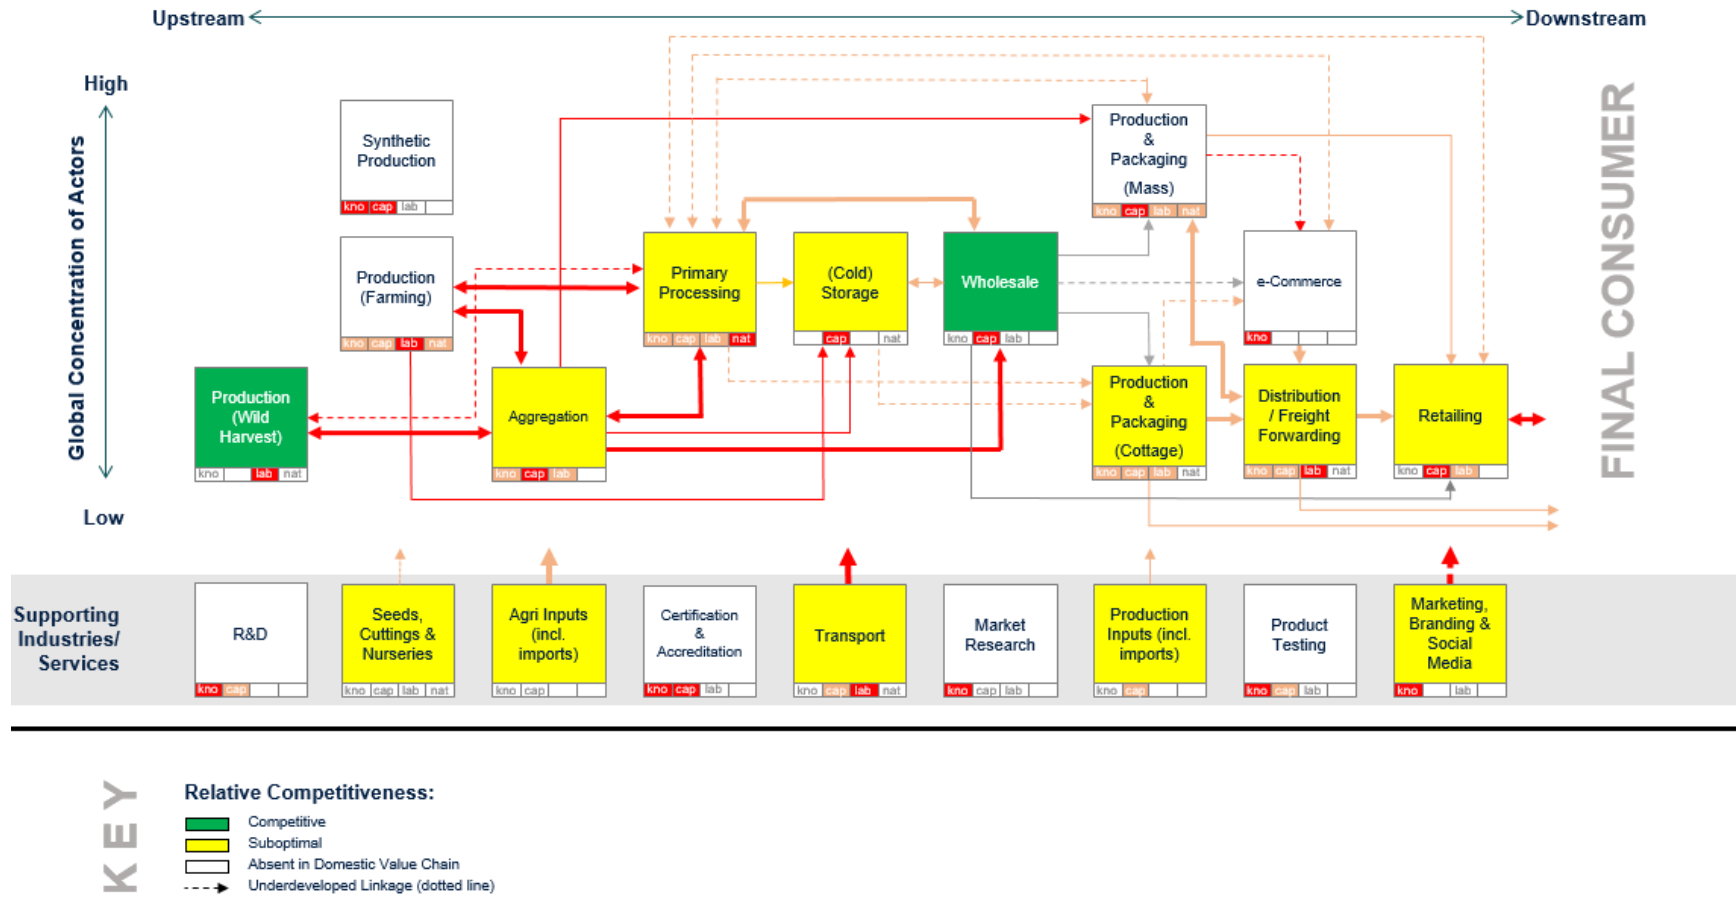 Upstream
Downstream
High
Global Concentration of Actors
Low
FINAL CONSUMER
Synthetic
Production
kno cap lab
Production
(Farming)
kno cap lab nat
Production
(Wild
Harvest)
kno lab nat
Aggregation
kno cap lab
Primary
Processing
kno cap lab nat
(Cold)
Storage
cap nat
Wholesale
kno cap lab
Production
&
Packaging
(Mass)
kno cap lab nat
Production
&
Packaging
(Cottage)
kno cap lab nat
e-Commerce
kno
Distribution
/ Freight
Forwarding
kno cap lab nat
Retailing
kno cap lab
Supporting
Industries/
Services
R&D
kno cap
Seeds,
Cuttings &
Nurseries
kno cap lab nat
Agri Inputs
(incl.
imports)
kno cap
Certification
&
Accreditation
kno cap lab
Transport
kno cap lab nat
Market
Research
kno cap lab
Production
Inputs (incl.
imports)
kno cap
Product
Testing
kno cap lab
Marketing,
Branding &
Social
Media
kno lab
KEY
Relative Competitiveness:
Competitive
Suboptimal
Absent in Domestic Value Chain
Underdeveloped Linkage (dotted line)